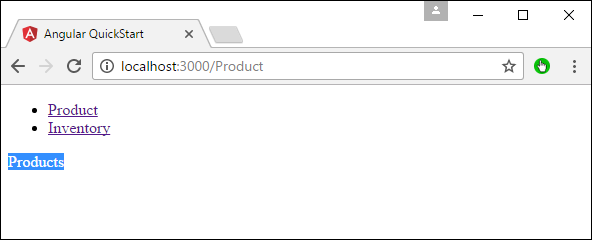 Angular QuickStart
localhost:3000/Product
Product
Inventory
Products